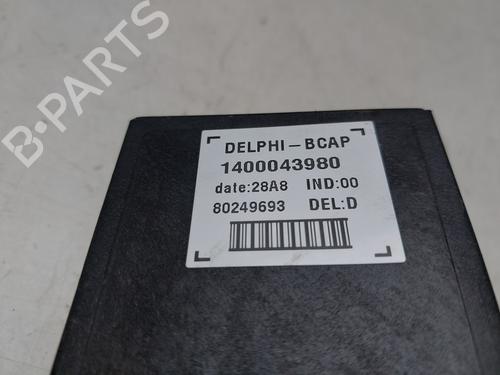 B-PARTS
DELPHI-BCAP
1400043980
date:28A8 IND:00
80249693 DEL:D